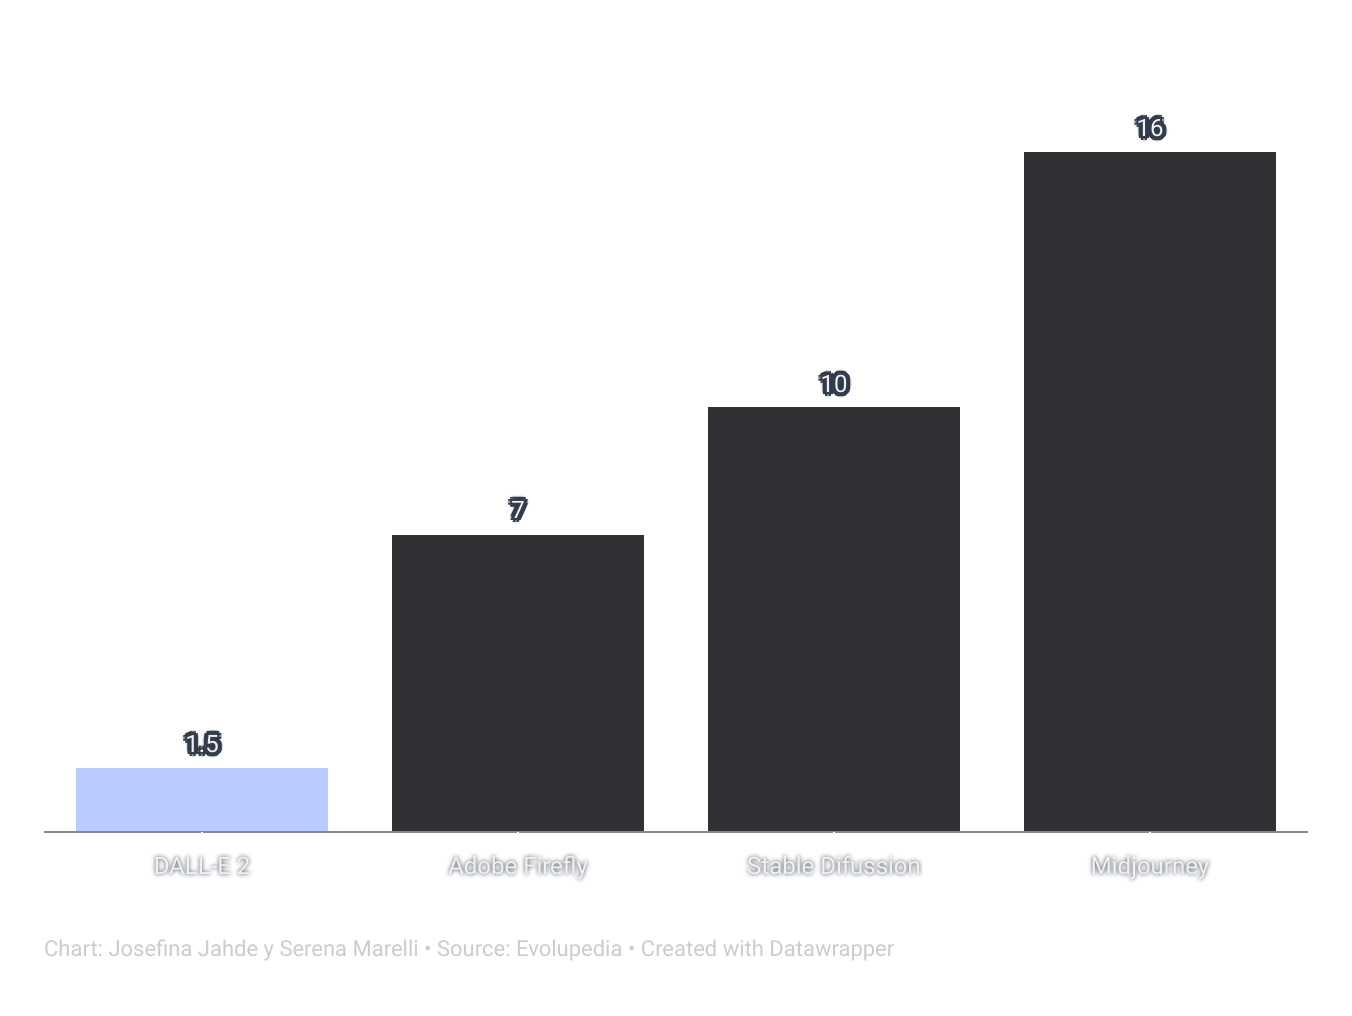 16
10
7
1.5
DALL-E 2 Adobe Firefly Stable Difussion Midjourney
Chart: Josefina Jahde y Serena Marelli • Source: Evolupedia • Created with Datawrapper